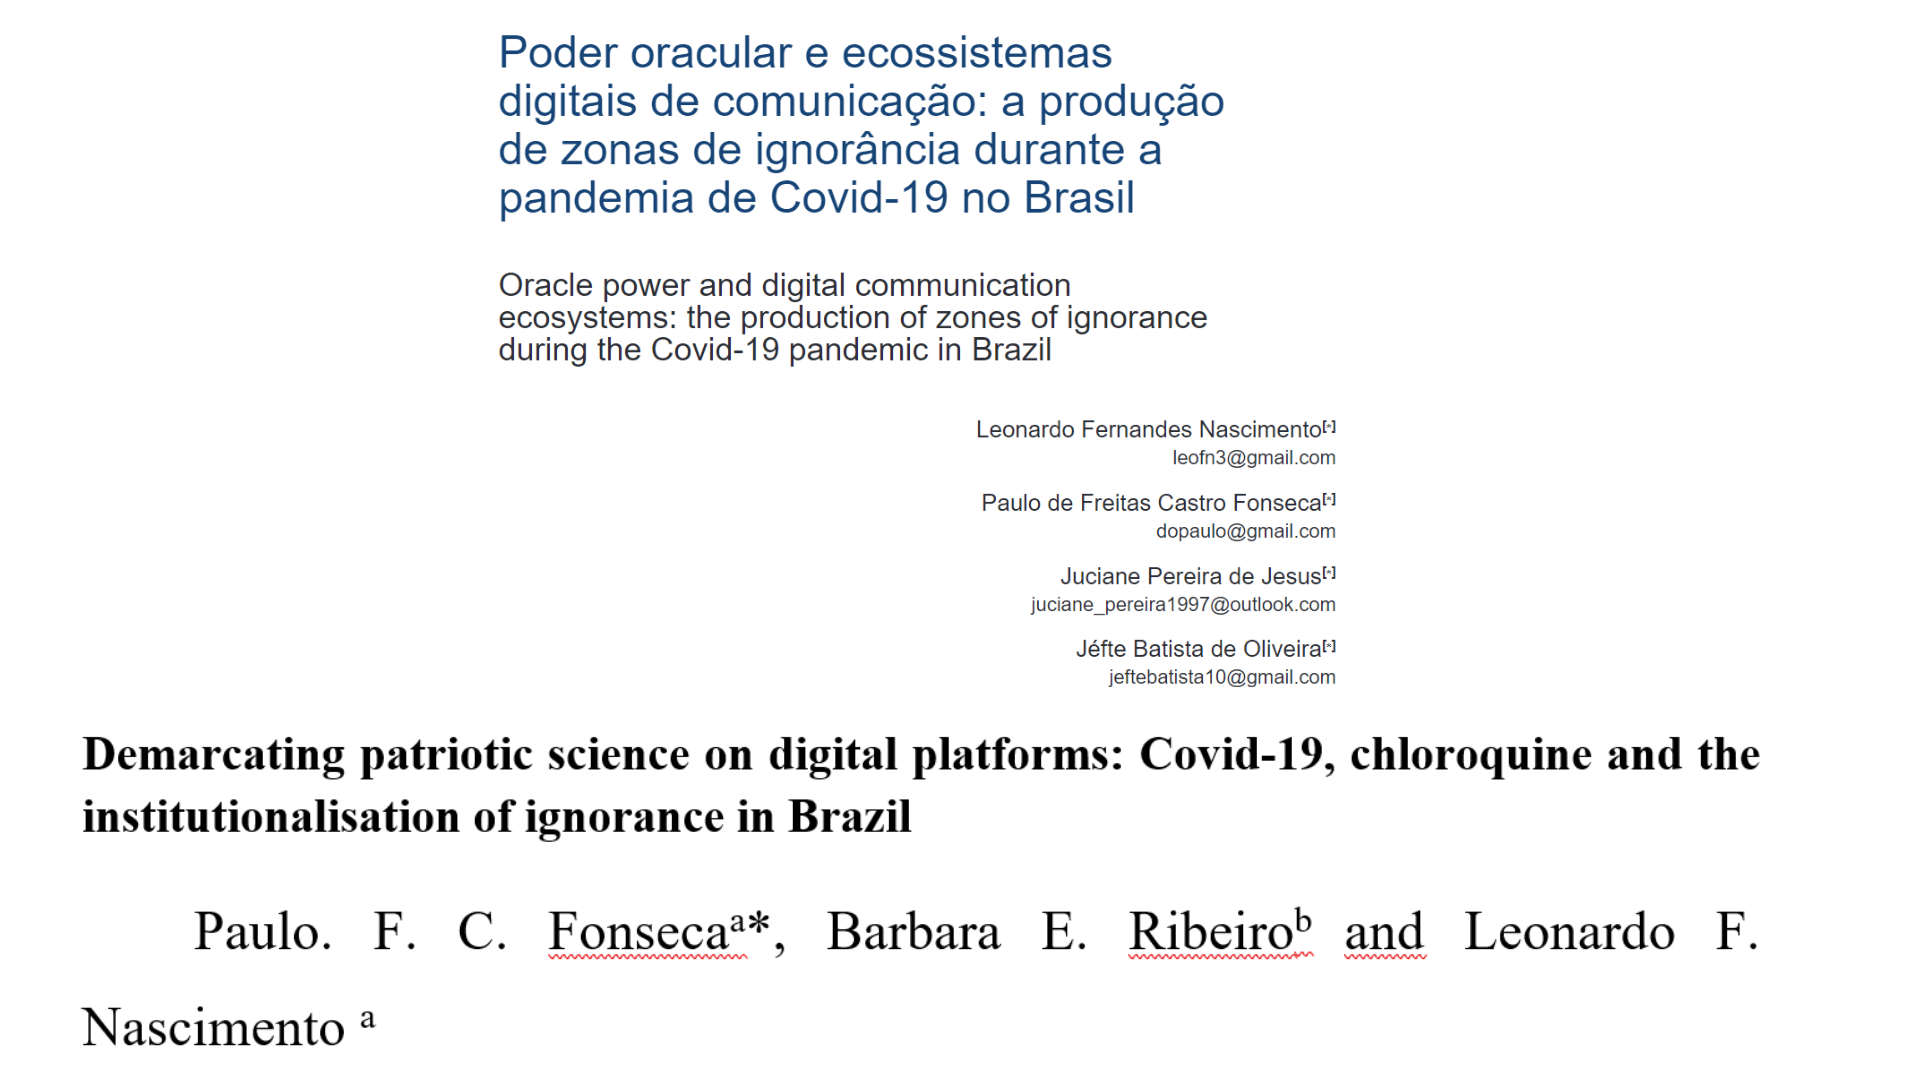 Poder oracular e ecossistemas
digitais de comunicação: a produção
de zonas de ignorância durante a
pandemia de Covid-19 no Brasil
Oracle power and digital communication
ecosystems: the production of zones of ignorance
during the Covid-19 pandemic in Brazil
Leonardo Fernandes Nascimento[*]
leofn3@gmail.com
Paulo de Freitas Castro Fonseca[*]
dopaulo@gmail.com
Juciane Pereira de Jesus[*]
juciane_pereira1997@outlook.com
Jéfte Batista de Oliveira[*]
jeftebatista10@gmail.com
Demarcating patriotic science on digital platforms: Covid-19, chloroquine and the
institutionalisation of ignorance in Brazil
Paulo. F. C. Fonsecaa*, Barbara E. Ribeirob and Leonardo F.
Nascimento a